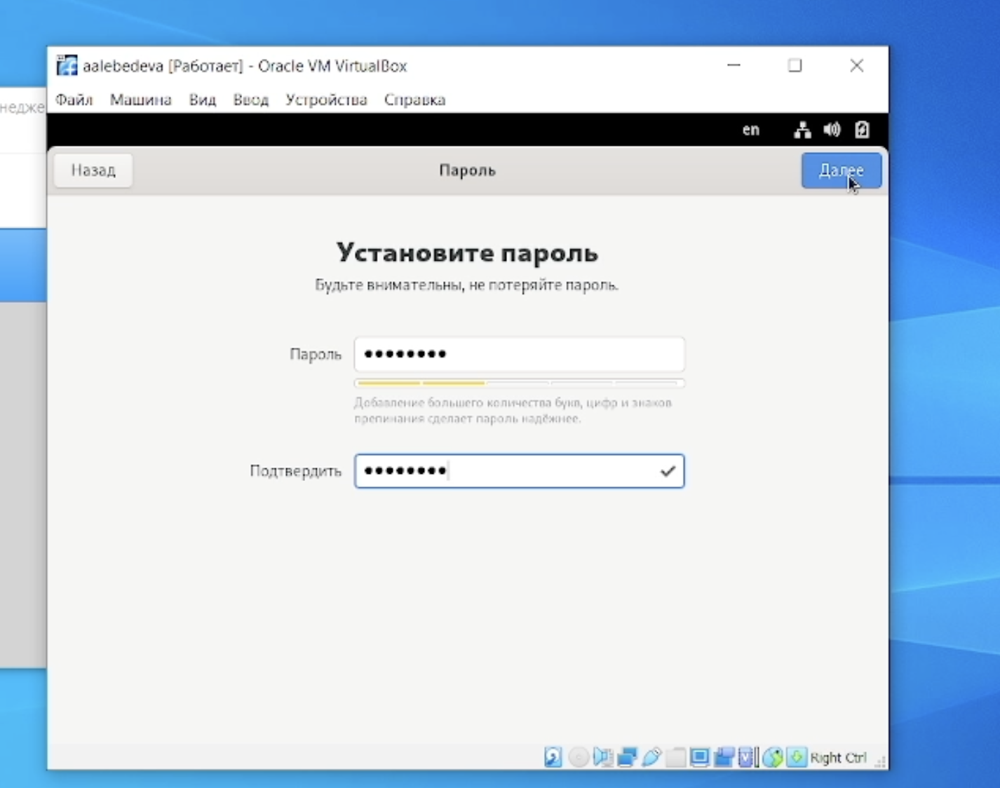 aalebedeva [Работает] - Oracle VM VirtualBox
недже
Файл Машина Вид Ввод Устройства Справка
en
Назад Пароль Далее
Установите пароль
Будьте внимательны, не потеряйте пароль.
Пароль ●●●●●●●●
Добавление большего количества букв, цифр и знаков
препинания сделает пароль надёжнее.
Подтвердить ●●●●●●●●
Right Ctrl